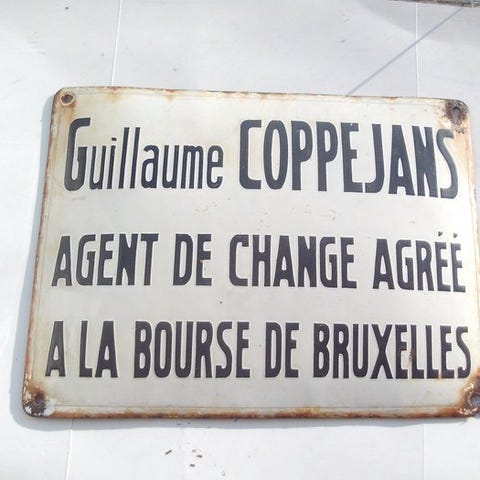 Guillaume COPPEJANS
AGENT DE CHANGE AGRÉÉ
A LA BOURSE DE BRUXELLES